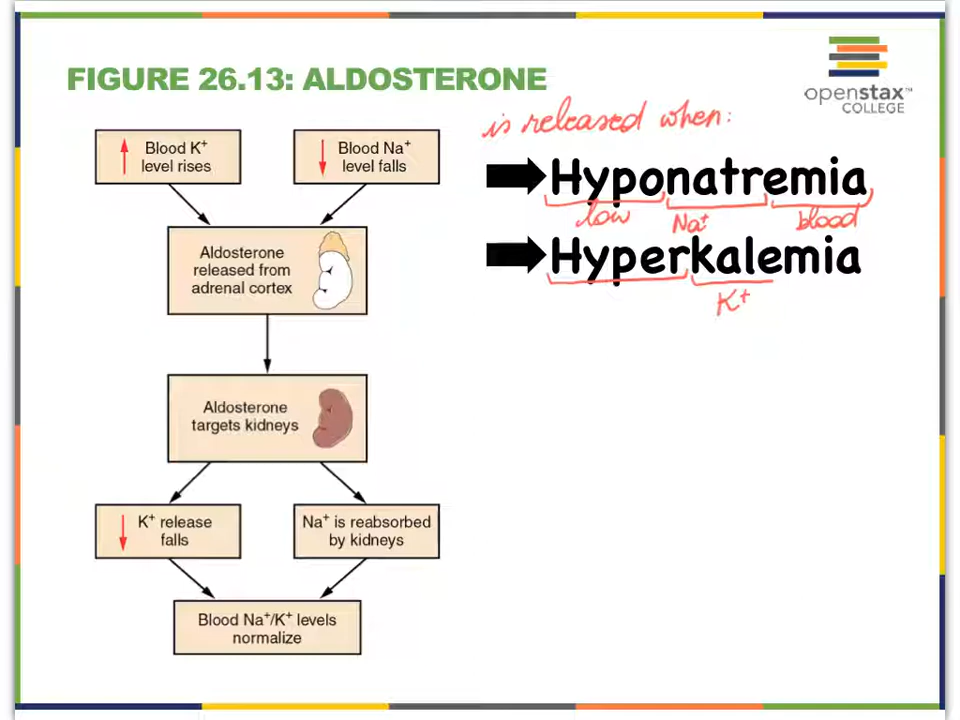 FIGURE 26.13: ALDOSTERONE
openstax™
COLLEGE
is released when:
Blood K⁺
level rises
Blood Na⁺
level falls
➡Hyponatremia
low Na⁺ blood
➡Hyperkalemia
K⁺
Aldosterone
released from
adrenal cortex
Aldosterone
targets kidneys
K⁺ release
falls
Na⁺ is reabsorbed
by kidneys
Blood Na⁺/K⁺ levels
normalize